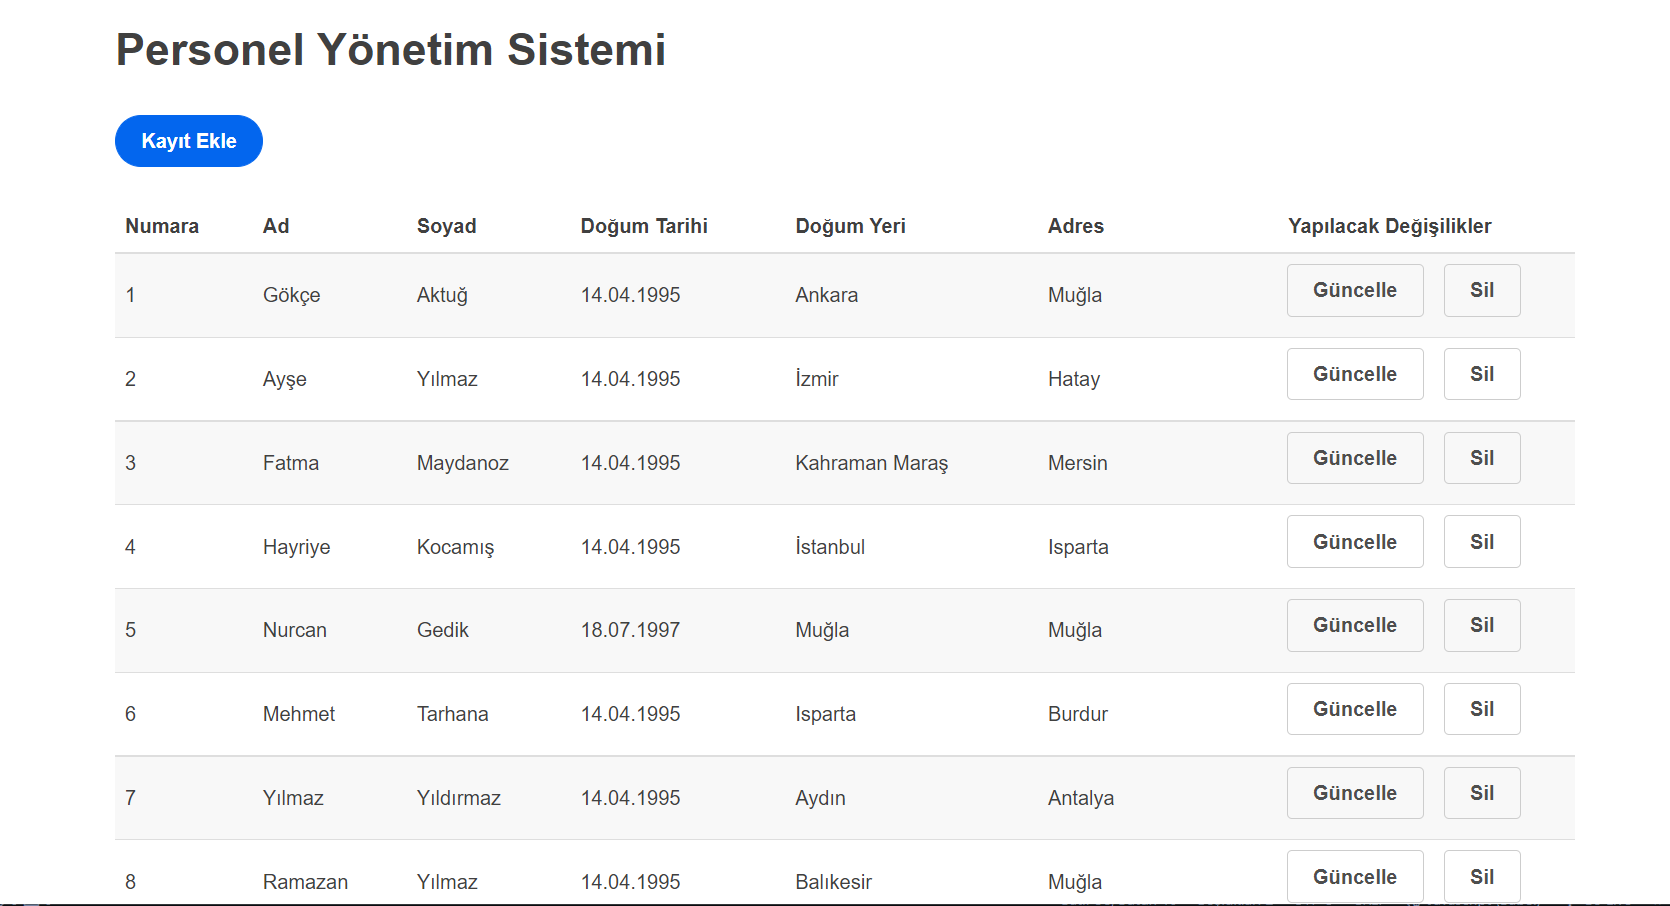 Personel Yönetim Sistemi
Kayıt Ekle
Numara Ad Soyad Doğum Tarihi Doğum Yeri Adres Yapılacak Değişilikler
1 Gökçe Aktuğ 14.04.1995 Ankara Muğla Güncelle Sil
2 Ayşe Yılmaz 14.04.1995 İzmir Hatay Güncelle Sil
3 Fatma Maydanoz 14.04.1995 Kahraman Maraş Mersin Güncelle Sil
4 Hayriye Kocamış 14.04.1995 İstanbul Isparta Güncelle Sil
5 Nurcan Gedik 18.07.1997 Muğla Muğla Güncelle Sil
6 Mehmet Tarhana 14.04.1995 Isparta Burdur Güncelle Sil
7 Yılmaz Yıldırmaz 14.04.1995 Aydın Antalya Güncelle Sil
8 Ramazan Yılmaz 14.04.1995 Balıkesir Muğla Güncelle Sil